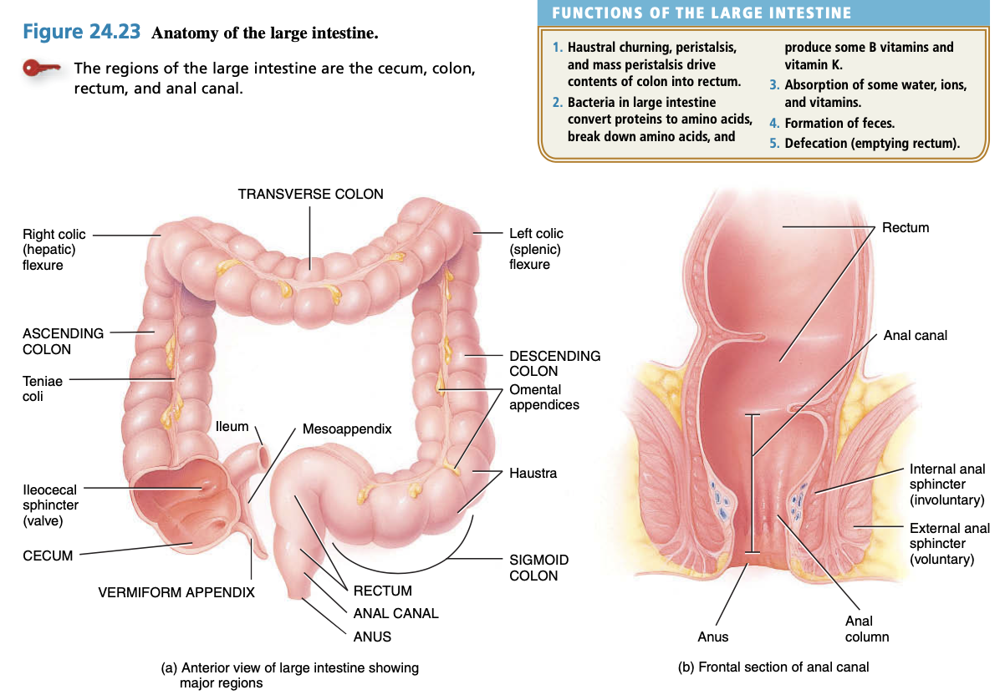 Figure 24.23 Anatomy of the large intestine.
The regions of the large intestine are the cecum, colon,
rectum, and anal canal.
FUNCTIONS OF THE LARGE INTESTINE
1. Haustral churning, peristalsis,
and mass peristalsis drive
contents of colon into rectum.
2. Bacteria in large intestine
convert proteins to amino acids,
break down amino acids, and
produce some B vitamins and
vitamin K.
3. Absorption of some water, ions,
and vitamins.
4. Formation of feces.
5. Defecation (emptying rectum).
TRANSVERSE COLON
Right colic
(hepatic)
flexure
Left colic
(splenic)
flexure
ASCENDING
COLON
Teniae
coli
DESCENDING
COLON
Omental
appendices
Ileum
Mesoappendix
Haustra
Ileocecal
sphincter
(valve)
CECUM
VERMIFORM APPENDIX
SIGMOID
COLON
RECTUM
ANAL CANAL
ANUS
(a) Anterior view of large intestine showing
major regions
Rectum
Anal canal
Internal anal
sphincter
(involuntary)
External anal
sphincter
(voluntary)
Anus
Anal
column
(b) Frontal section of anal canal